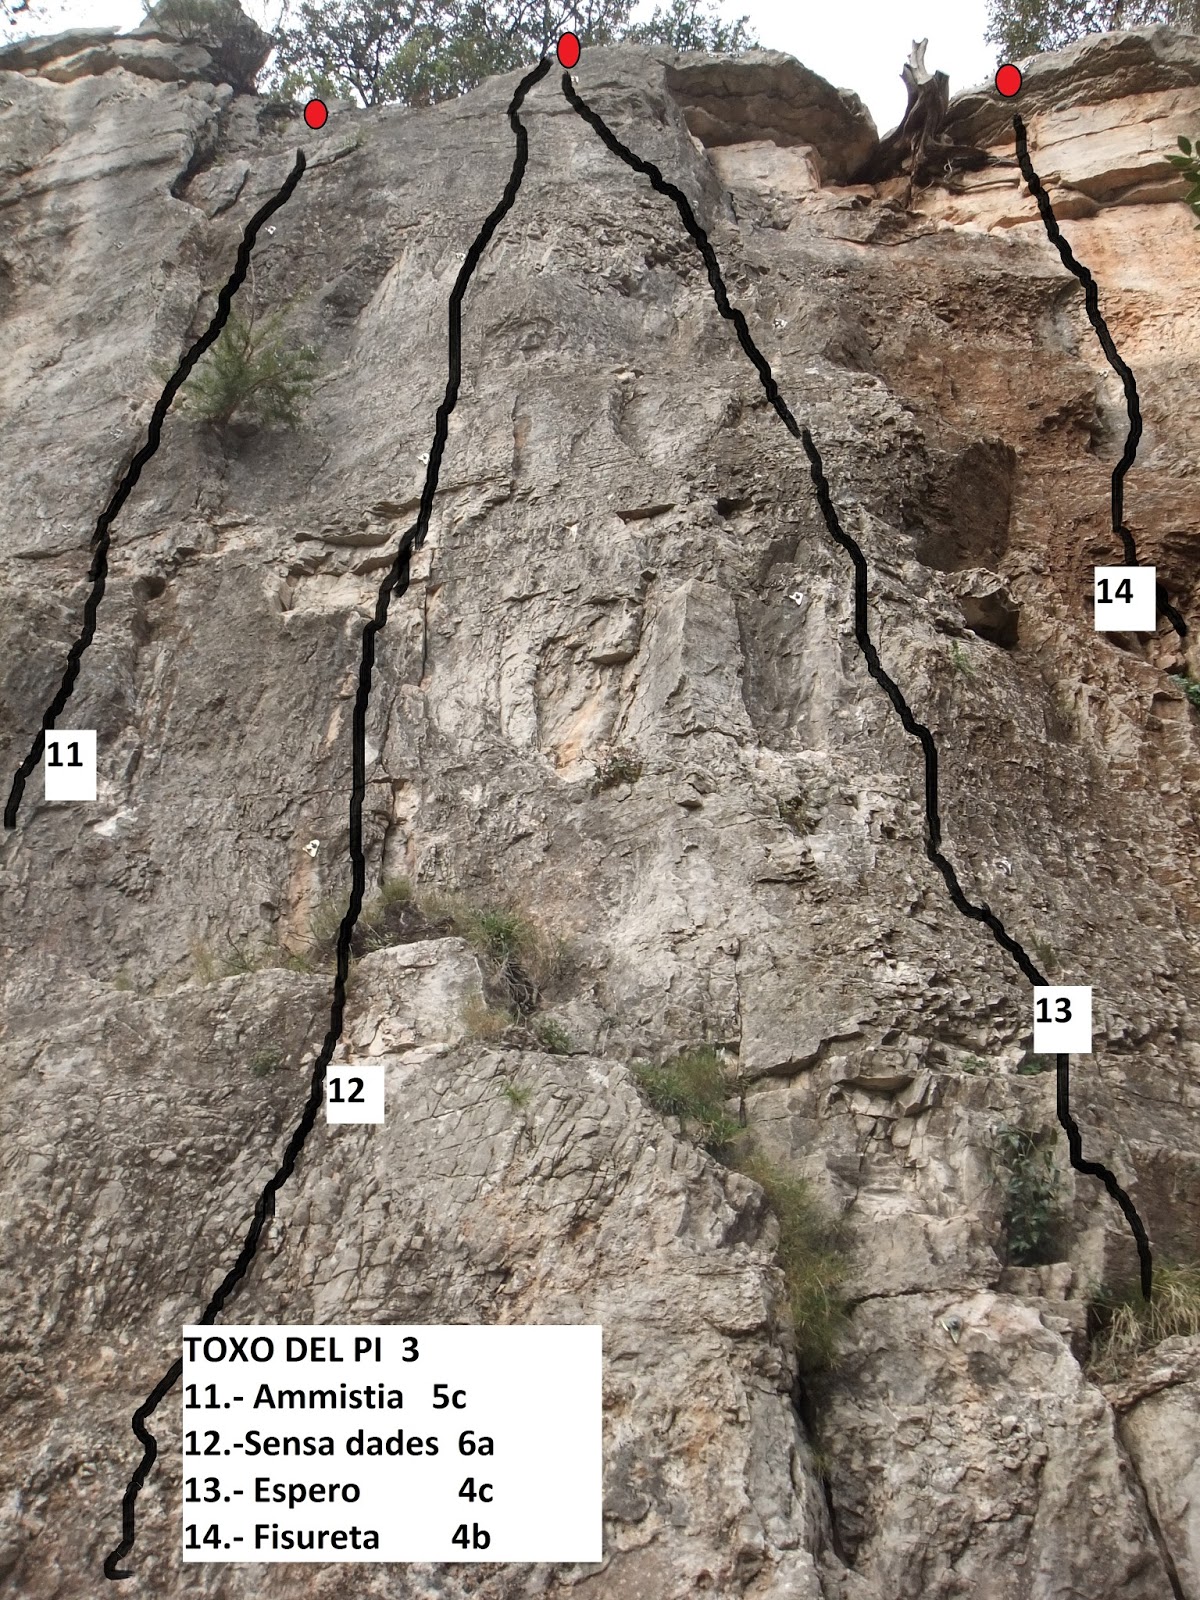 14
11
13
12
TOXO DEL PI 3
11.- Ammistia 5c
12.-Sensa dades 6a
13.- Espero 4c
14.- Fisureta 4b